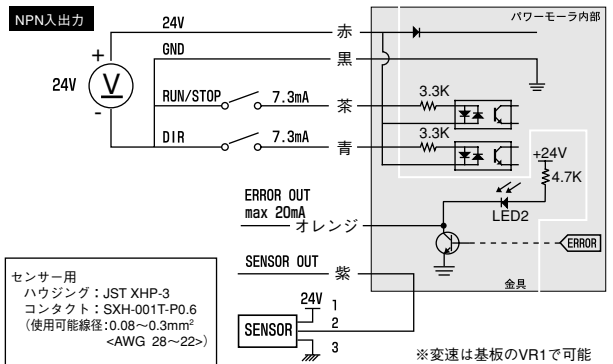 NPN入出力
パワーモーラ内部
24V
赤
GND
黒
24V
+
V
-
RUN/STOP
7.3mA
茶
3.3K
DIR
7.3mA
青
3.3K
+24V
4.7K
LED2
ERROR OUT
max 20mA
オレンジ
ERROR
SENSOR OUT
紫
金具
センサー用
ハウジング：JST XHP-3
コンタクト：SXH-001T-P0.6
（使用可能線径：0.08～0.3mm²
<AWG 28～22>）
24V
1
SENSOR
2
3
※変速は基板のVR1で可能